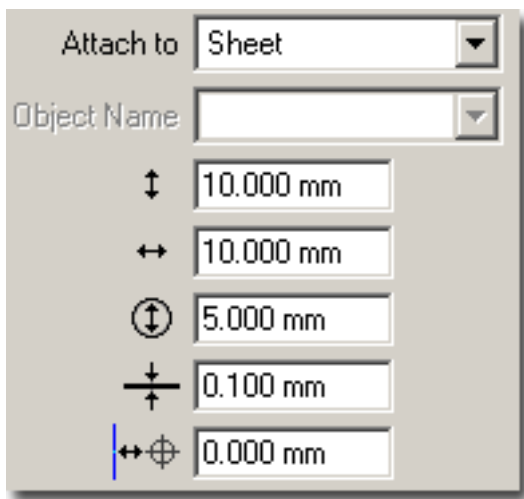 Attach to Sheet
Object Name
10.000 mm
10.000 mm
5.000 mm
0.100 mm
0.000 mm